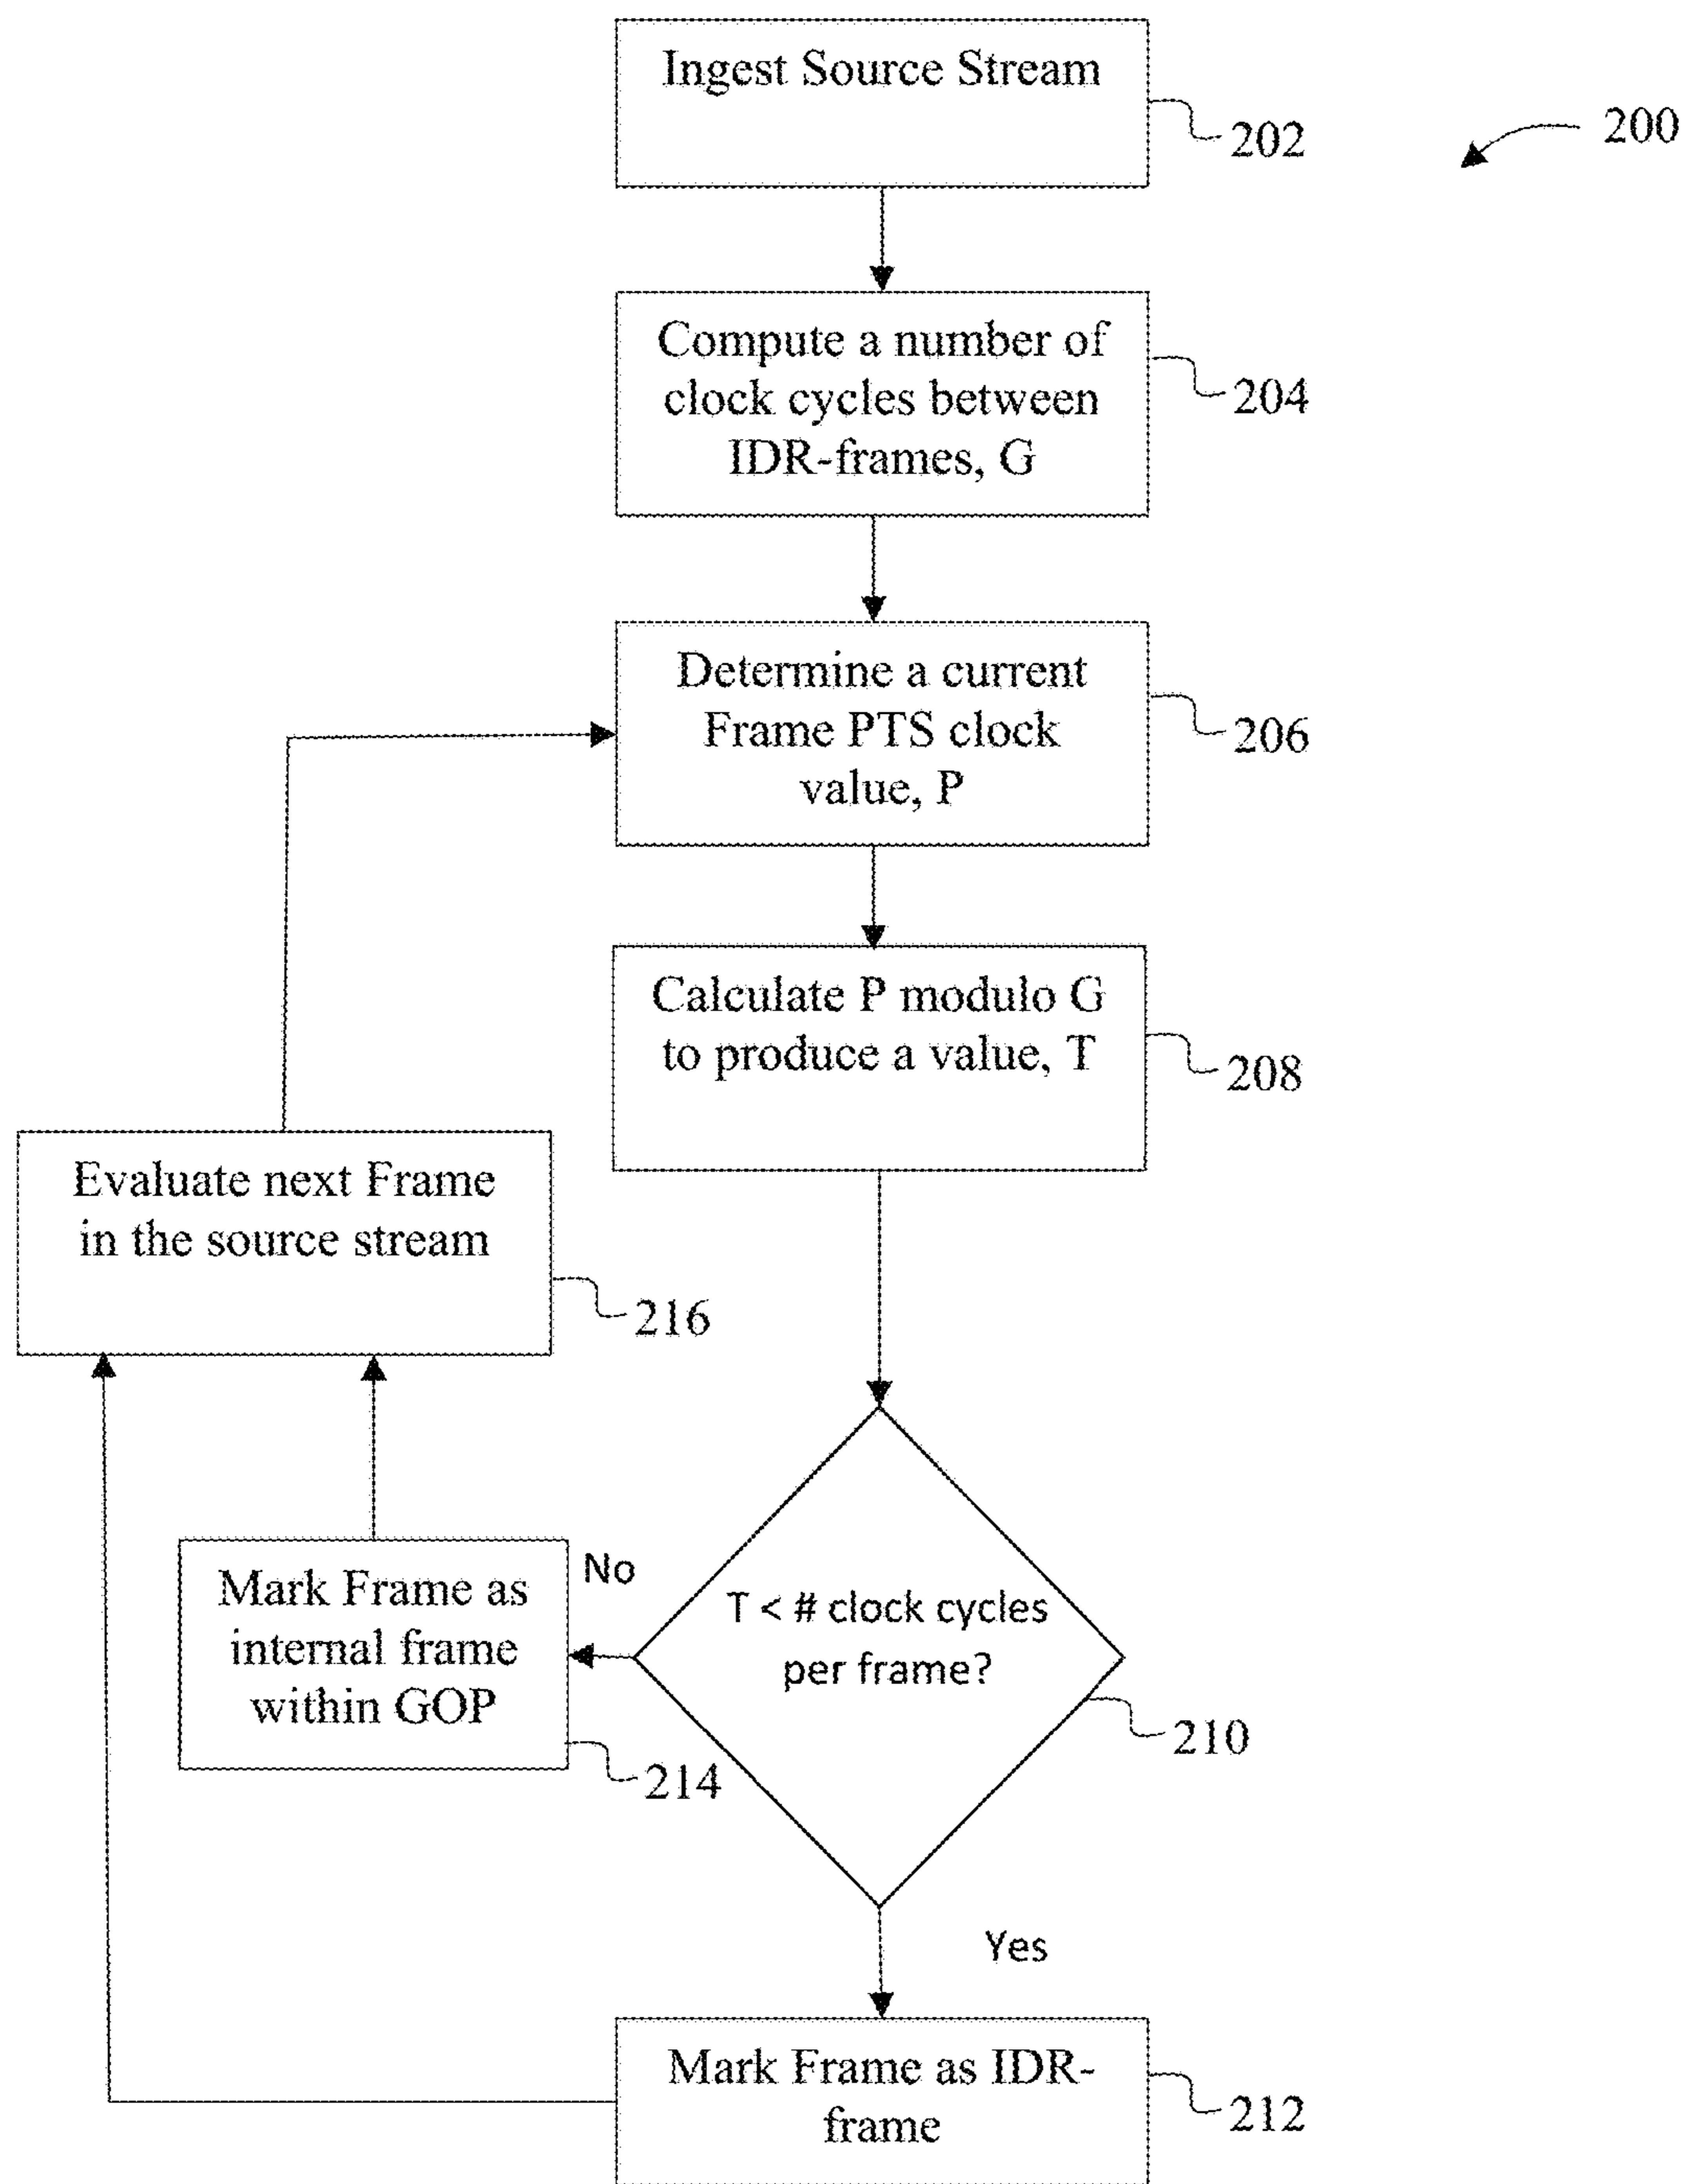 Ingest Source Stream
202
200
Compute a number of
clock cycles between
IDR-frames, G
204
Determine a current
Frame PTS clock
value, P
206
Calculate P modulo G
to produce a value, T
208
Evaluate next Frame
in the source stream
216
No
Mark Frame as
internal frame
within GOP
214
T < # clock cycles
per frame?
210
Yes
Mark Frame as IDR-
frame
212